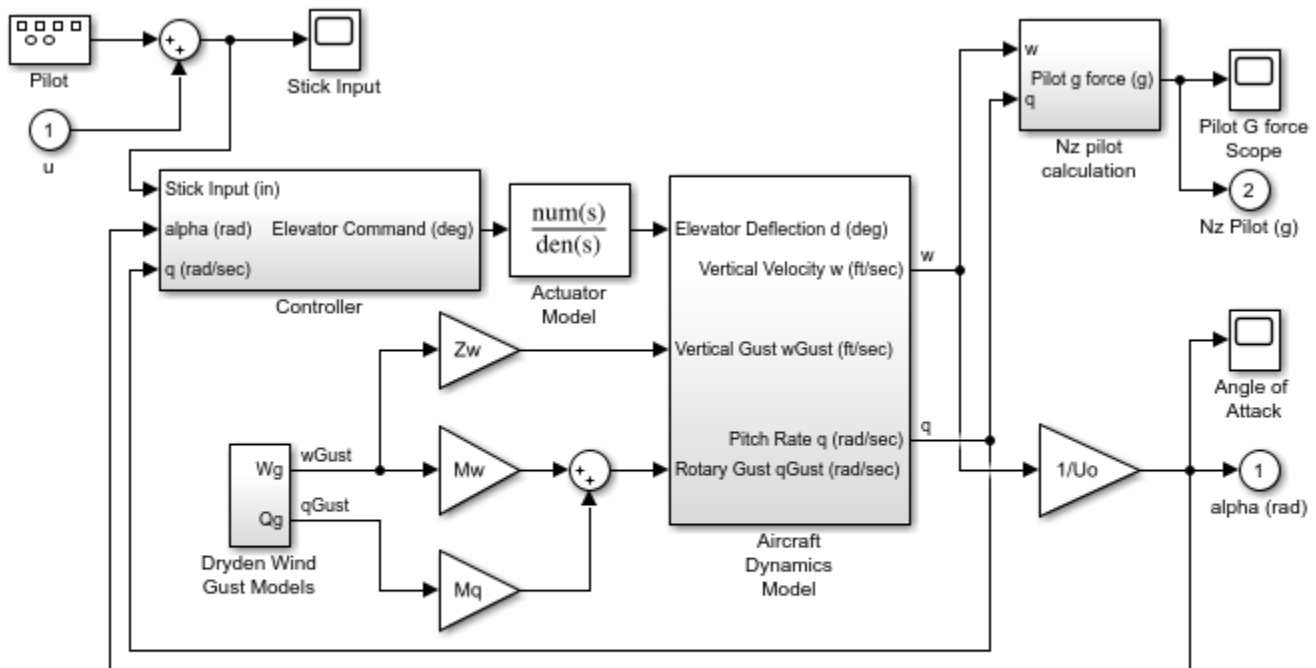 Pilot
1
u
Stick Input
Stick Input (in)
alpha (rad)
Elevator Command (deg)
q (rad/sec)
Controller
num(s)
den(s)
Actuator
Model
Elevator Deflection d (deg)
Vertical Velocity w (ft/sec)
Vertical Gust wGust (ft/sec)
Pitch Rate q (rad/sec)
Rotary Gust qGust (rad/sec)
Aircraft
Dynamics
Model
w
q
w
Pilot g force (g)
q
Nz pilot
calculation
Pilot G force
Scope
2
Nz Pilot (g)
Angle of
Attack
1/Uo
1
alpha (rad)
Zw
Mw
Mq
Wg
Qg
wGust
qGust
Dryden Wind
Gust Models